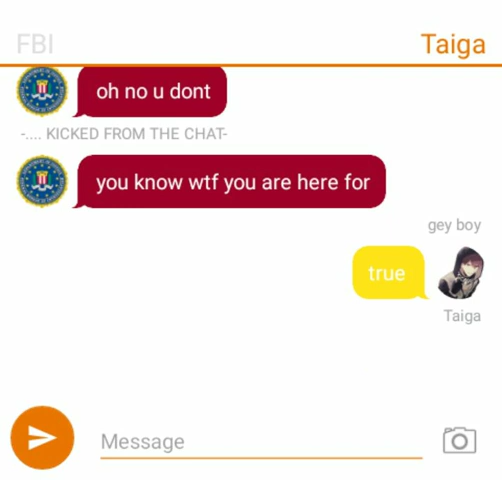 FBI
Taiga
oh no u dont
-.... KICKED FROM THE CHAT-
you know wtf you are here for
gey boy
true
Taiga
Message